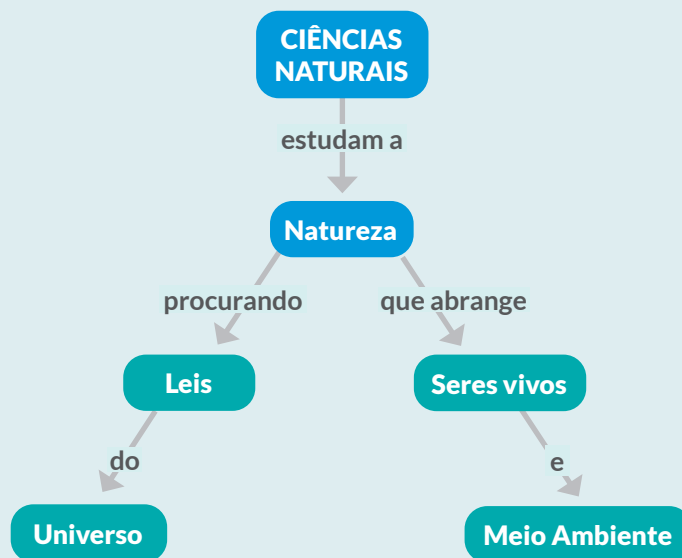 CIÊNCIAS
NATURAIS
estudam a
Natureza
procurando
que abrange
Leis
Seres vivos
do
e
Universo
Meio Ambiente